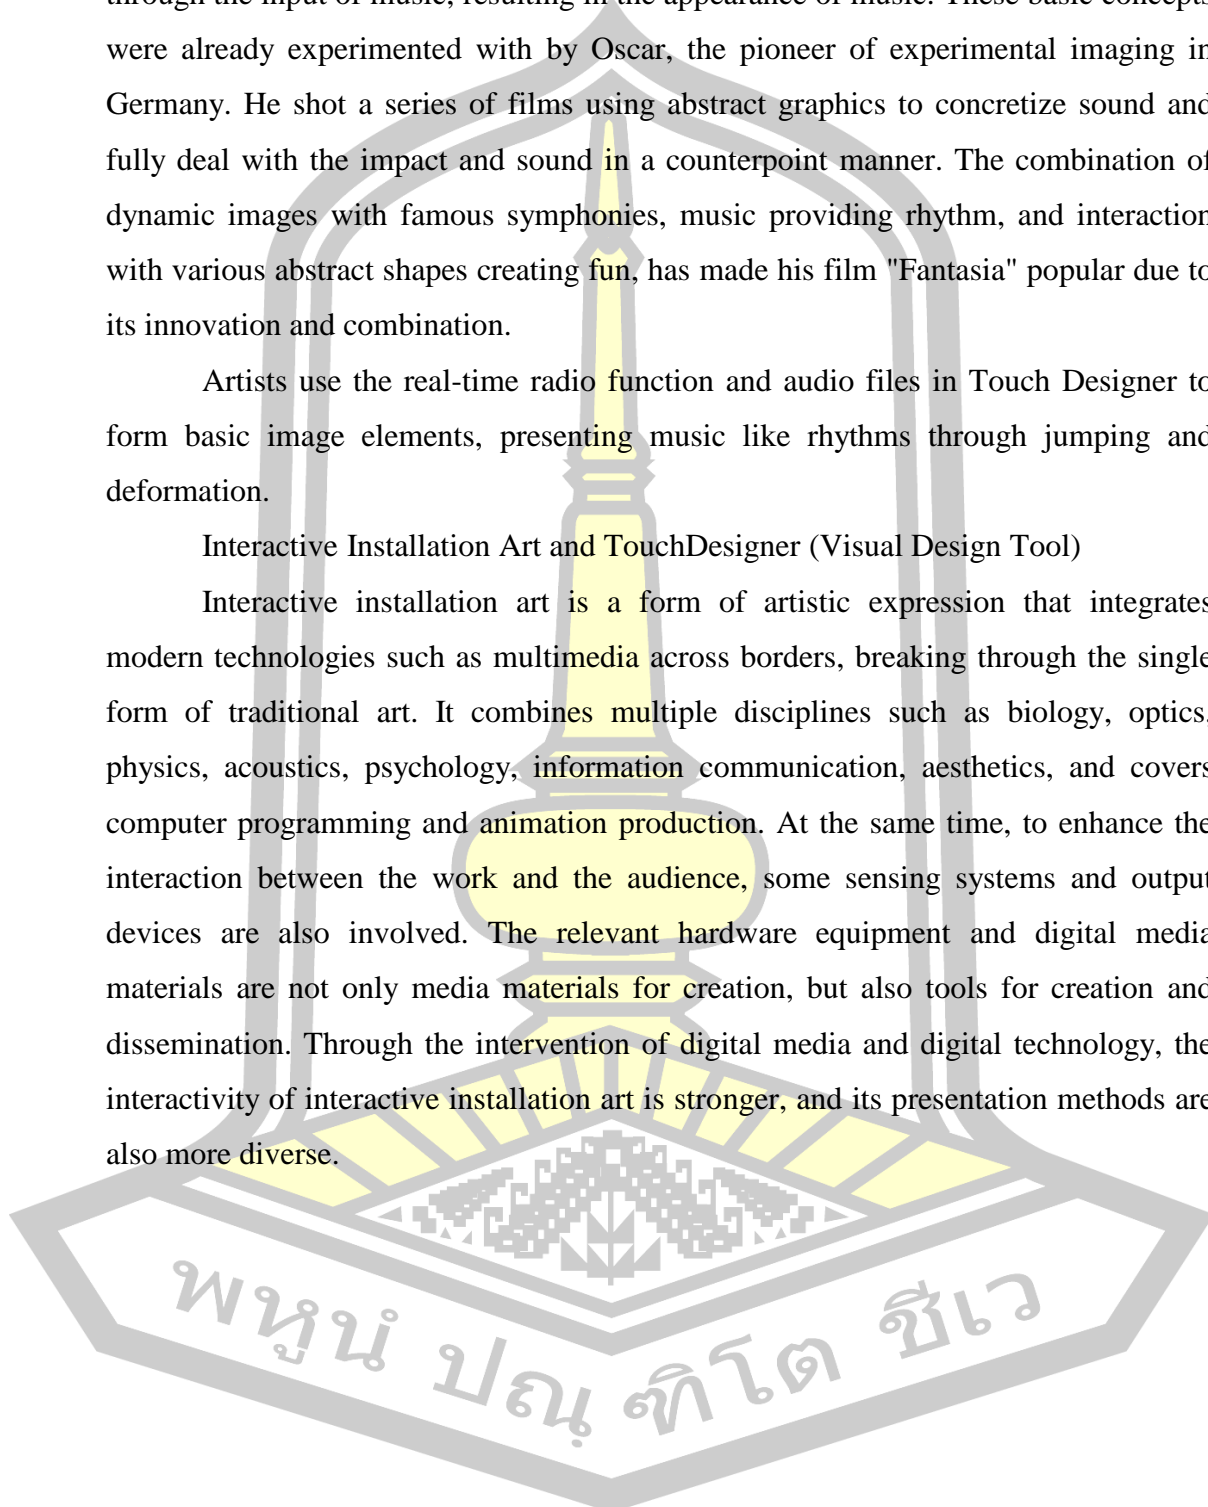 through the input of music, resulting in the appearance of music. These basic concepts
were already experimented with by Oscar, the pioneer of experimental imaging in
Germany. He shot a series of films using abstract graphics to concretize sound and
fully deal with the impact and sound in a counterpoint manner. The combination of
dynamic images with famous symphonies, music providing rhythm, and interaction
with various abstract shapes creating fun, has made his film "Fantasia" popular due to
its innovation and combination.
Artists use the real-time radio function and audio files in Touch Designer to
form basic image elements, presenting music like rhythms through jumping and
deformation.
Interactive Installation Art and TouchDesigner (Visual Design Tool)
Interactive installation art is a form of artistic expression that integrates
modern technologies such as multimedia across borders, breaking through the single
form of traditional art. It combines multiple disciplines such as biology, optics,
physics, acoustics, psychology, information communication, aesthetics, and covers
computer programming and animation production. At the same time, to enhance the
interaction between the work and the audience, some sensing systems and output
devices are also involved. The relevant hardware equipment and digital media
materials are not only media materials for creation, but also tools for creation and
dissemination. Through the intervention of digital media and digital technology, the
interactivity of interactive installation art is stronger, and its presentation methods are
also more diverse.
พหูนํ ปณฺ ฑิโต ชีเว